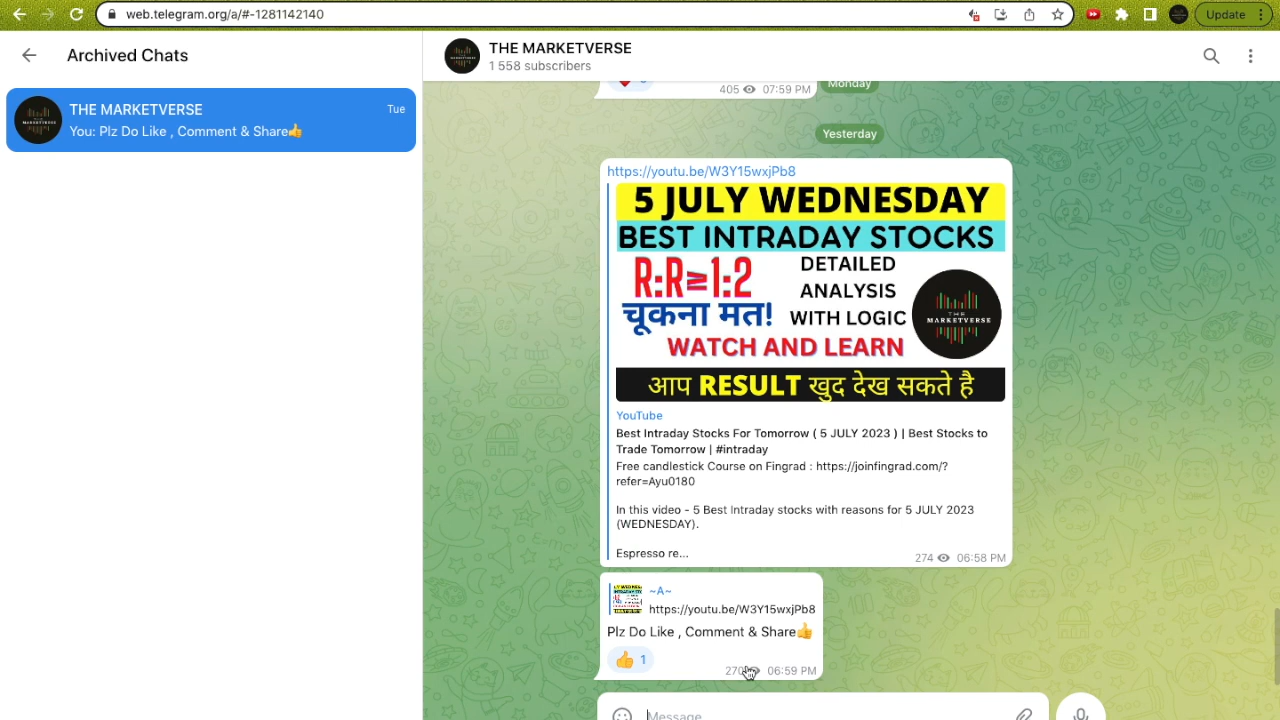 web.telegram.org/a/#-1281142140
Update
Archived Chats
THE MARKETVERSE
1 558 subscribers
THE MARKETVERSE
Tue
You: Plz Do Like , Comment & Share👍
405 07:59 PM
Monday
Yesterday
https://youtu.be/W3Y15wxjPb8
5 JULY WEDNESDAY
BEST INTRADAY STOCKS
R:R≥1:2
चूकना मत!
DETAILED
ANALYSIS
WITH LOGIC
THE
MARKETVERSE
WATCH AND LEARN
आप RESULT खुद देख सकते है
YouTube
Best Intraday Stocks For Tomorrow ( 5 JULY 2023 ) | Best Stocks to
Trade Tomorrow | #intraday
Free candlestick Course on Fingrad : https://joinfingrad.com/?
refer=Ayu0180
In this video - 5 Best Intraday stocks with reasons for 5 JULY 2023
(WEDNESDAY).
Espresso re...
274 06:58 PM
~A~
https://youtu.be/W3Y15wxjPb8
Plz Do Like , Comment & Share👍
👍 1
270 06:59 PM
Message